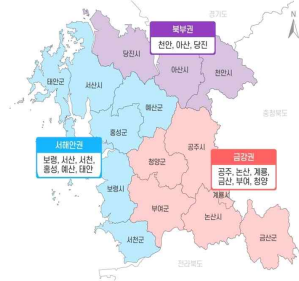 경기도
북부권
천안, 아산, 당진
당진시
태안군
서산시
아산시
천안시
예산군
충청북도
홍성군
서해안권
보령, 서산, 서천,
홍성, 예산, 태안
공주시
청양군
금강권
공주, 논산, 계룡,
금산, 부여, 청양
보령시
계룡시
부여군
논산시
서천군
금산군
전라북도